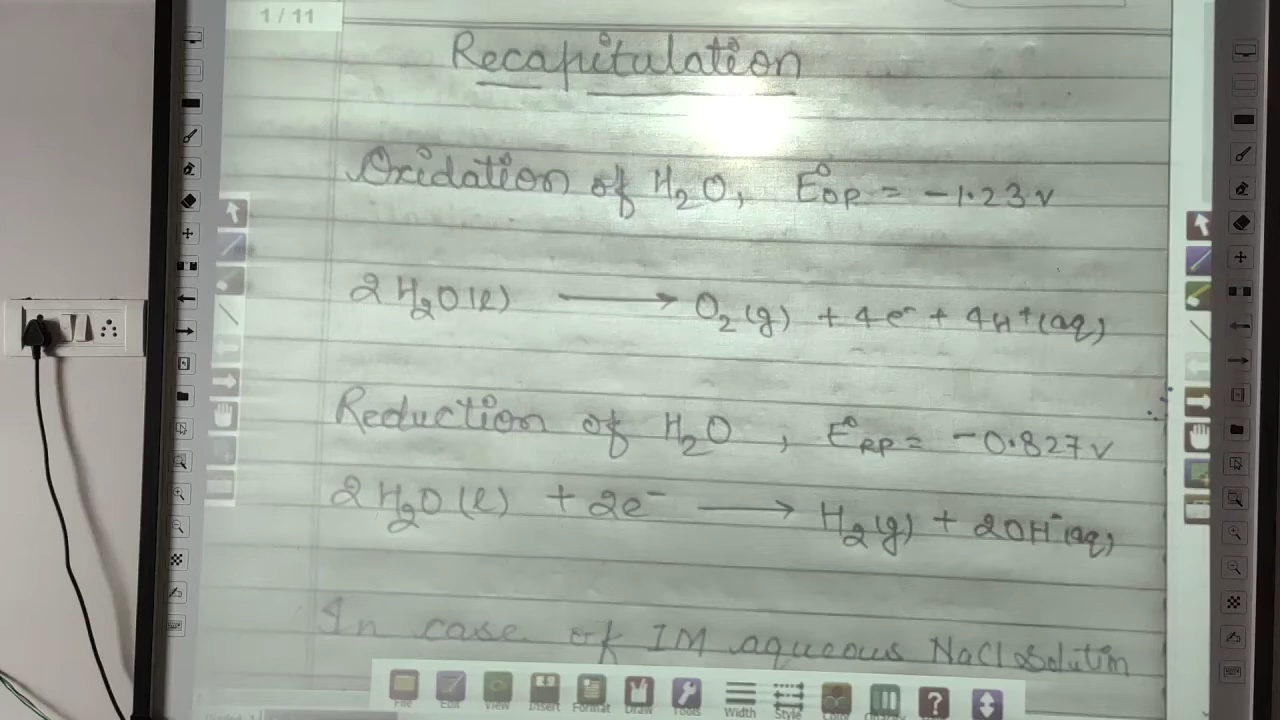 1 / 11
Recapitulation
Oxidation of H₂O, E°OP = -1.23 V
2H₂O(l) ⟶ O₂(g) + 4e⁻ + 4H⁺(aq)
Reduction of H₂O , E°RP = -0.827 V
2H₂O(l) + 2e⁻ ⟶ H₂(g) + 2OH⁻(aq)
In case of 1M aqueous NaCl solutin
File Edit View Insert Format Draw Tools Width Style